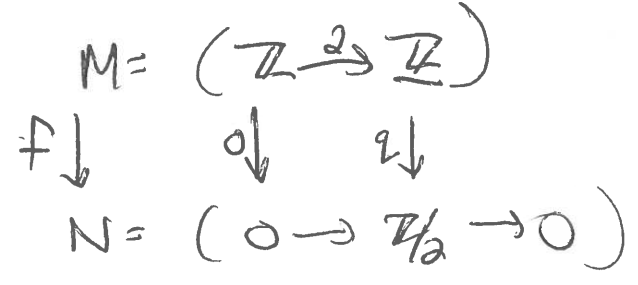 M = ( ℤ 2→ ℤ )
f↓ 0↓ q↓
N = ( 0 → ℤ/2 → 0 )